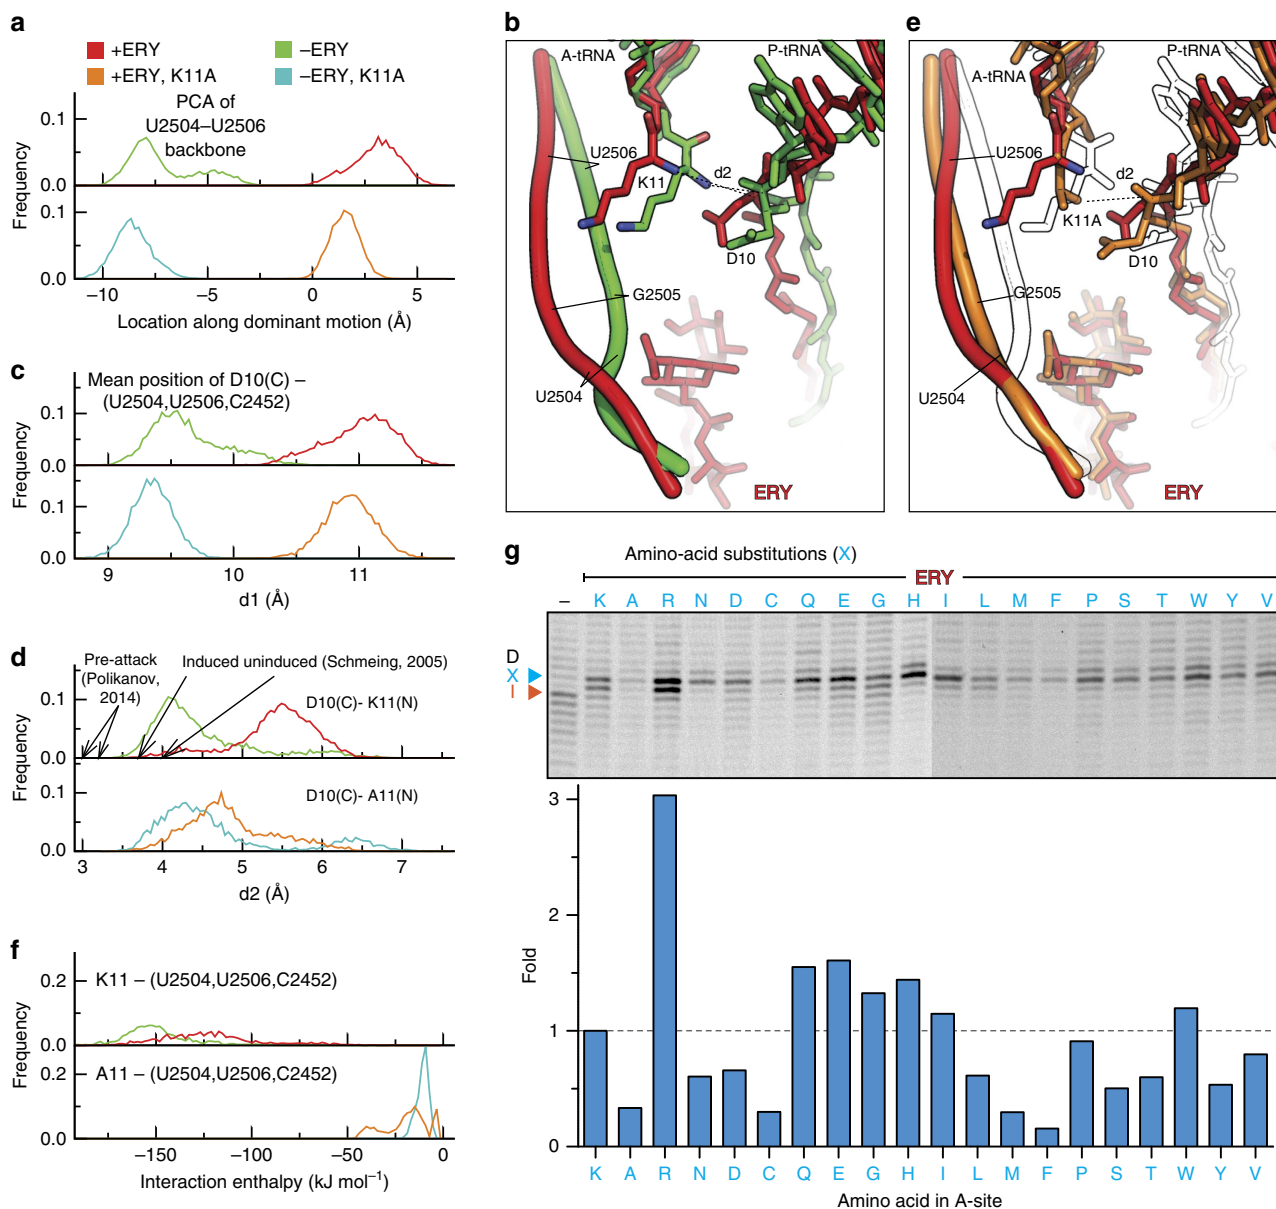 a
+ERY
–ERY
+ERY, K11A
–ERY, K11A
PCA of
U2504–U2506
backbone
Frequency
0.1
0.0
0.1
0.0
–10 –5 0 5
Location along dominant motion (Å)
b
A-tRNA
P-tRNA
U2506
K11
d2
D10
G2505
U2504
ERY
e
P-tRNA
A-tRNA
U2506
d2
K11A
D10
G2505
U2504
ERY
c
Mean position of D10(C) –
(U2504,U2506,C2452)
Frequency
0.1
0.0
0.1
0.0
9 10 11
d1 (Å)
d
Pre-attack
(Polikanov,
2014)
Induced uninduced (Schmeing, 2005)
D10(C)- K11(N)
D10(C)- A11(N)
Frequency
0.1
0.0
0.1
0.0
3 4 5 6 7
d2 (Å)
f
K11 – (U2504,U2506,C2452)
A11 – (U2504,U2506,C2452)
Frequency
0.2
0.0
0.2
0.0
–150 –100 –50 0
Interaction enthalpy (kJ mol⁻¹)
g
Amino-acid substitutions (X)
ERY
– K A R N D C Q E G H I L M F P S T W Y V
D
X
I
Fold
3
2
1
0
K A R N D C Q E G H I L M F P S T W Y V
Amino acid in A-site